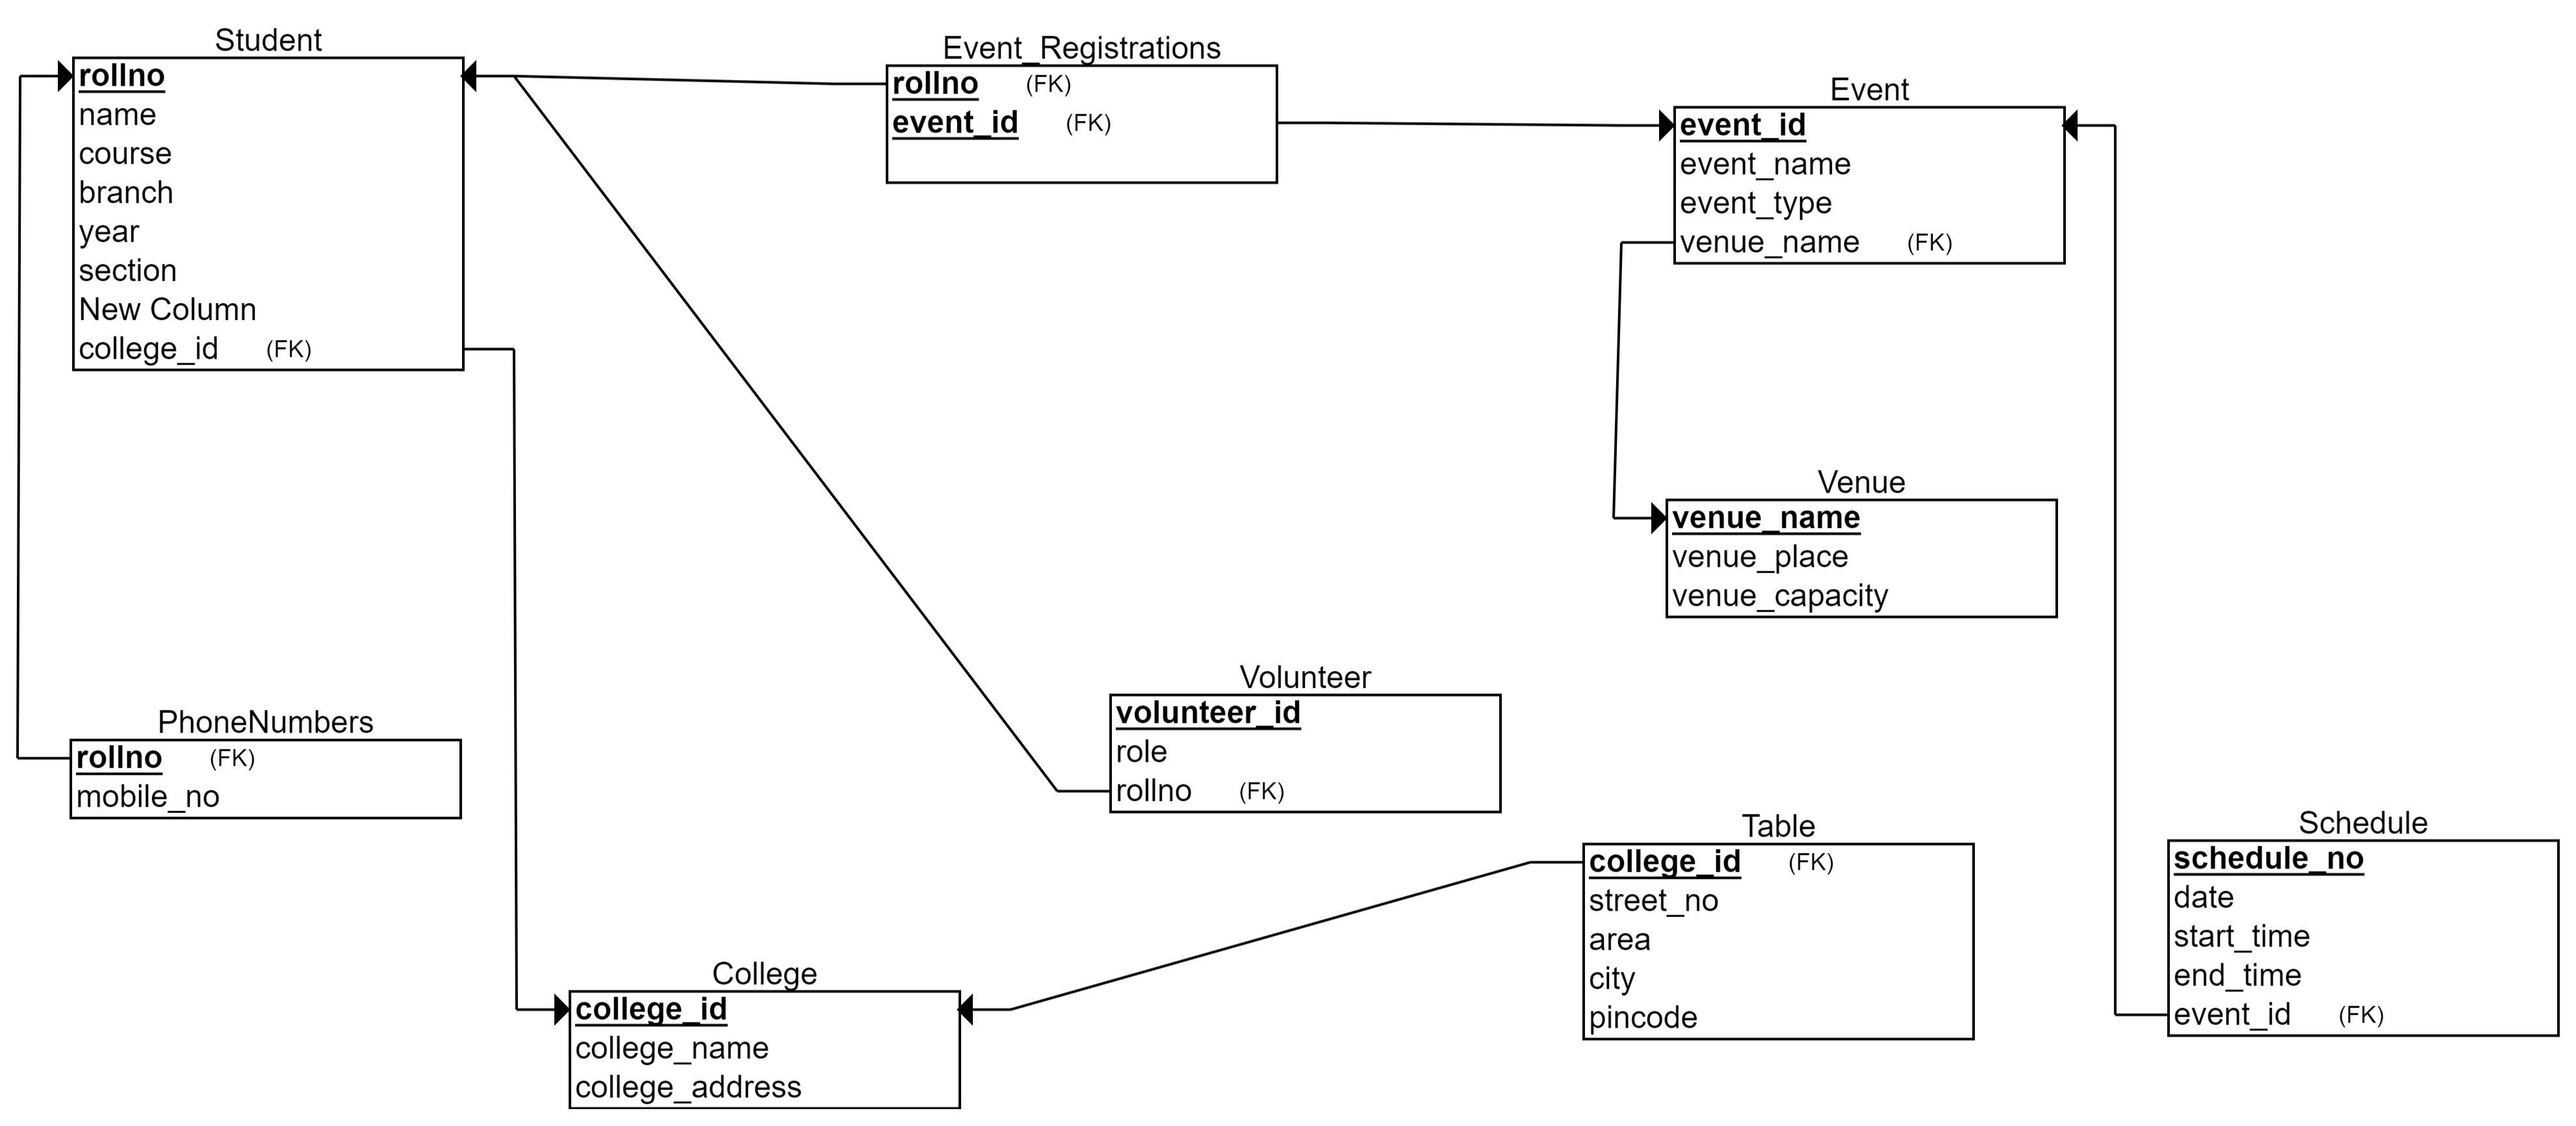 Student
rollno
name
course
branch
year
section
New Column
college_id (FK)
Event_Registrations
rollno (FK)
event_id (FK)
Event
event_id
event_name
event_type
venue_name (FK)
Venue
venue_name
venue_place
venue_capacity
PhoneNumbers
rollno (FK)
mobile_no
Volunteer
volunteer_id
role
rollno (FK)
Table
college_id (FK)
street_no
area
city
pincode
Schedule
schedule_no
date
start_time
end_time
event_id (FK)
College
college_id
college_name
college_address